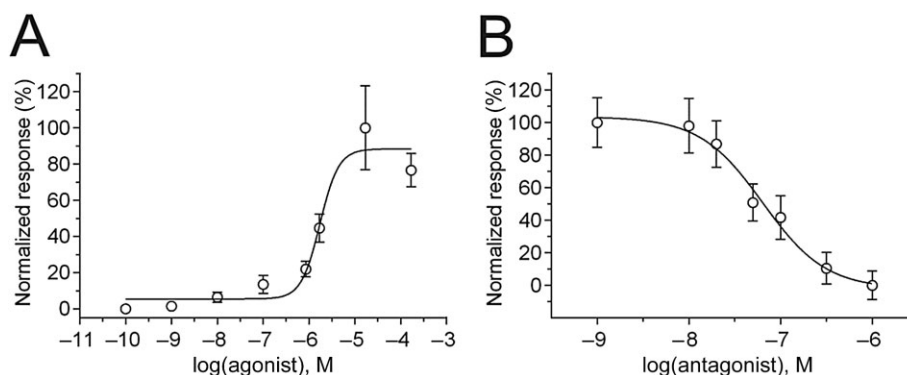 A
Normalized response (%)
120
100
80
60
40
20
0
–11 –10 –9 –8 –7 –6 –5 –4 –3
log(agonist), M
B
Normalized response (%)
120
100
80
60
40
20
0
–9 –8 –7 –6
log(antagonist), M